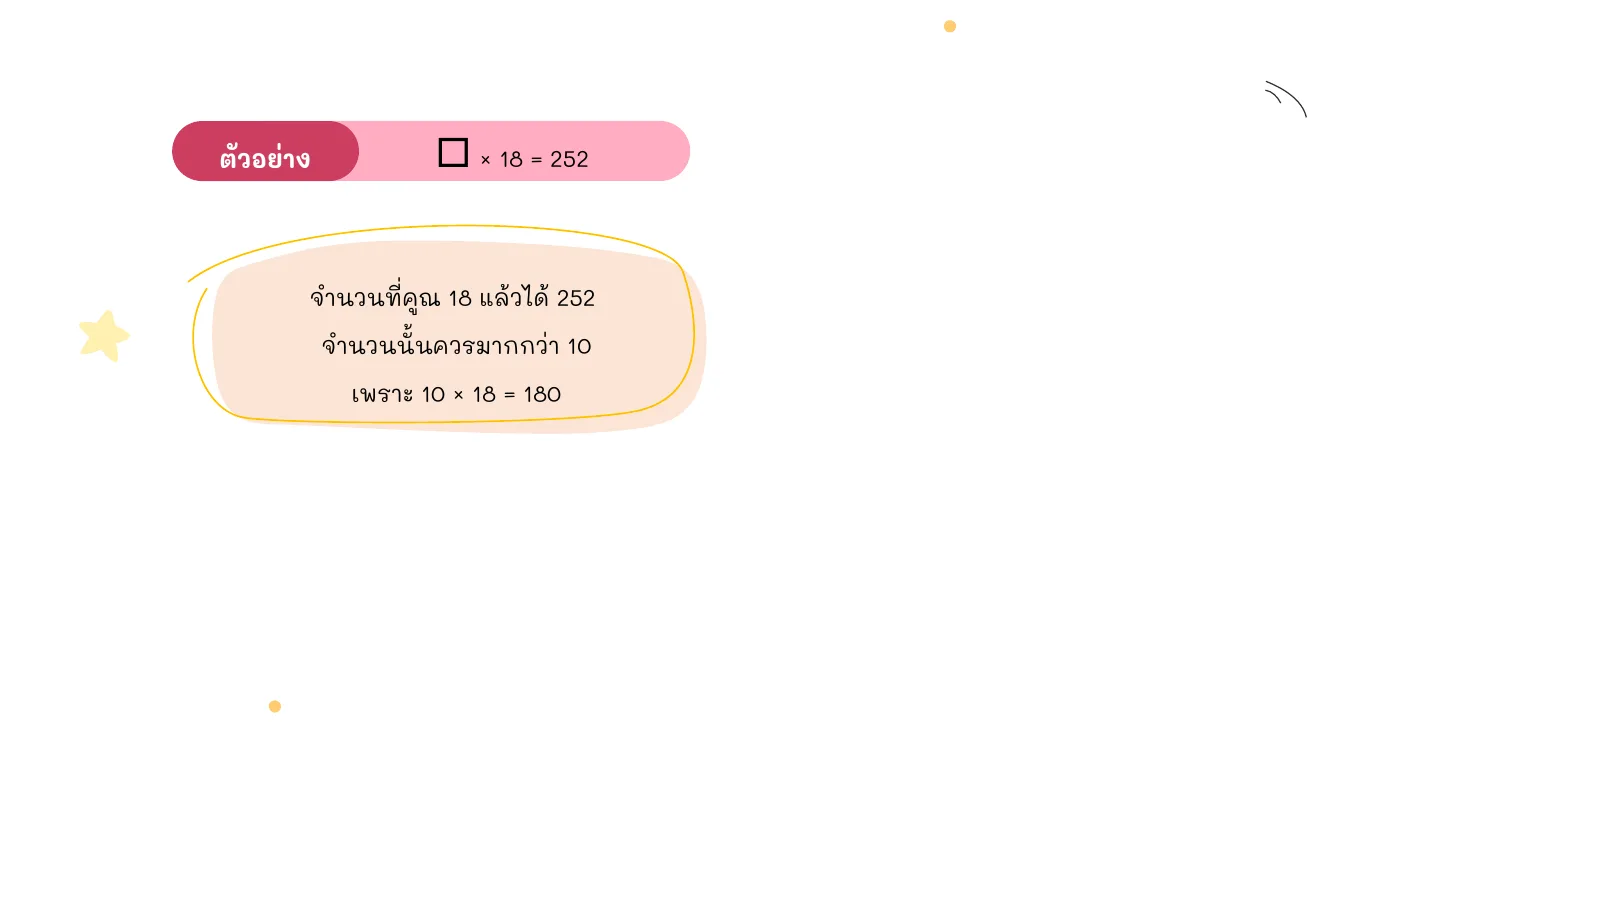 ตัวอย่าง □ × 18 = 252
จำนวนที่คูณ 18 แล้วได้ 252
จำนวนนั้นควรมากกว่า 10
เพราะ 10 × 18 = 180